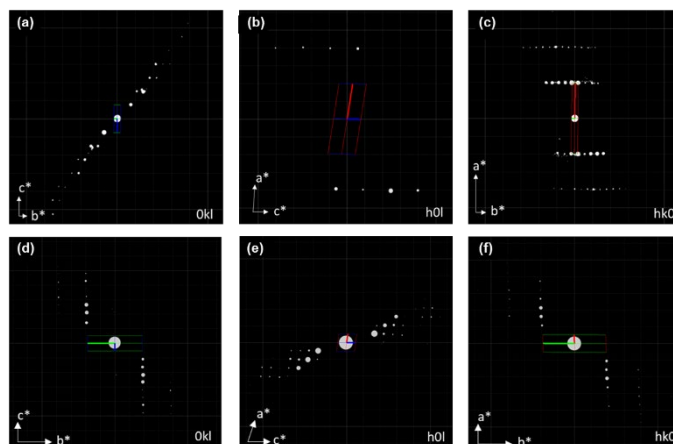 (a)
c*
b*
0kl
(b)
a*
c*
h0l
(c)
a*
b*
hk0
(d)
c*
b*
0kl
(e)
a*
c*
h0l
(f)
a*
b*
hk0